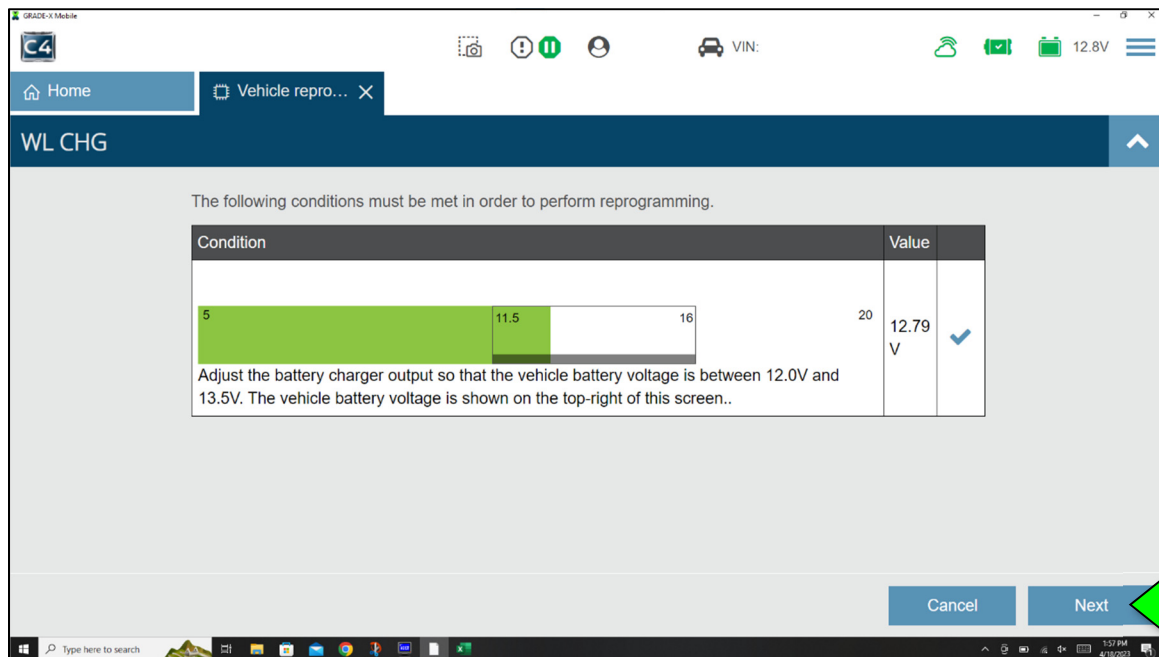 GRADE-X Mobile
C4
VIN:
12.8V
Home
Vehicle repro...
WL CHG
The following conditions must be met in order to perform reprogramming.
Condition
Value
5
11.5
16
20
12.79
V
Adjust the battery charger output so that the vehicle battery voltage is between 12.0V and
13.5V. The vehicle battery voltage is shown on the top-right of this screen..
Cancel
Next
Type here to search
1:57 PM
4/18/2023